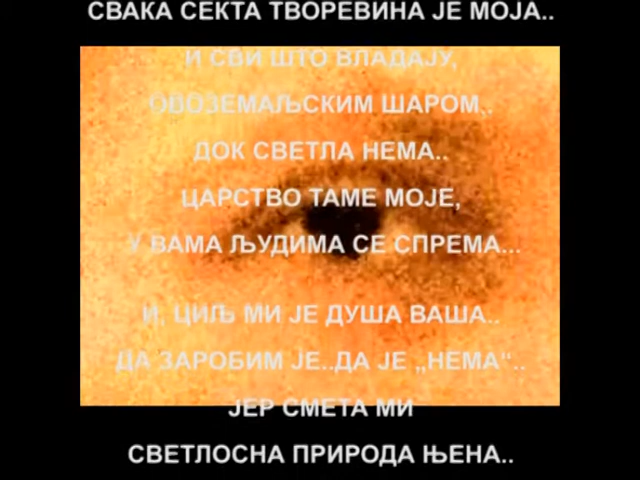 СВАКА СЕКТА ТВОРЕВИНА ЈЕ МОЈА..
И СВИ ШТО ВЛАДАЈУ,
ОВОЗЕМАЉСКИМ ШАРОМ..
ДОК СВЕТЛА НЕМА..
ЦАРСТВО ТАМЕ МОЈЕ,
У ВАМА ЉУДИМА СЕ СПРЕМА...
И, ЦИЉ МИ ЈЕ ДУША ВАША..
ДА ЗАРОБИМ ЈЕ..ДА ЈЕ „НЕМА“..
ЈЕР СМЕТА МИ
СВЕТЛОСНА ПРИРОДА ЊЕНА..